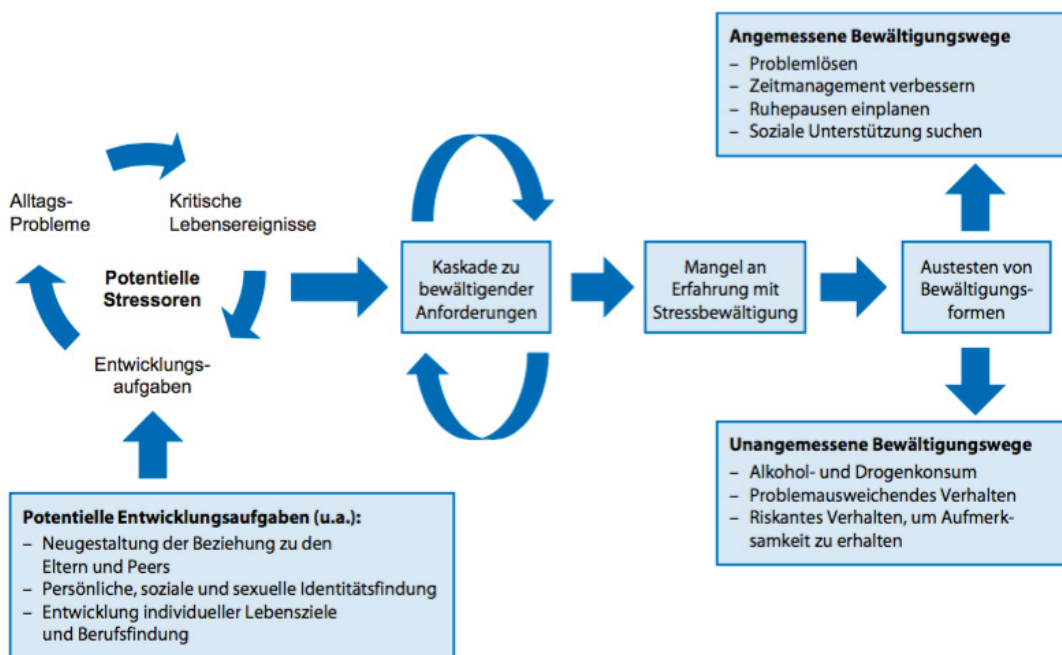 Angemessene Bewältigungswege
– Problemlösen
– Zeitmanagement verbessern
– Ruhepausen einplanen
– Soziale Unterstützung suchen
Alltags-
Probleme
Kritische
Lebensereignisse
Potentielle
Stressoren
Entwicklungs-
aufgaben
Kaskade zu
bewältigender
Anforderungen
Mangel an
Erfahrung mit
Stressbewältigung
Austesten von
Bewältigungs-
formen
Unangemessene Bewältigungswege
– Alkohol- und Drogenkonsum
– Problemausweichendes Verhalten
– Riskantes Verhalten, um Aufmerk-
samkeit zu erhalten
Potentielle Entwicklungsaufgaben (u.a.):
– Neugestaltung der Beziehung zu den
Eltern und Peers
– Persönliche, soziale und sexuelle Identitätsfindung
– Entwicklung individueller Lebensziele
und Berufsfindung